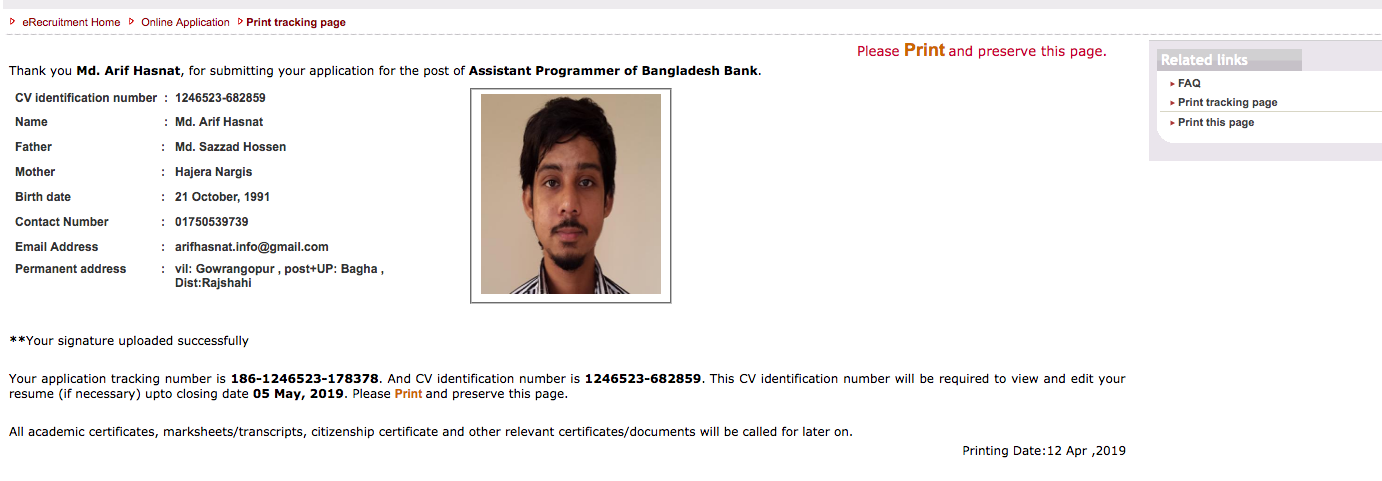 eRecruitment Home Online Application Print tracking page
Please Print and preserve this page.
Thank you Md. Arif Hasnat, for submitting your application for the post of Assistant Programmer of Bangladesh Bank.
CV identification number : 1246523-682859
Name : Md. Arif Hasnat
Father : Md. Sazzad Hossen
Mother : Hajera Nargis
Birth date : 21 October, 1991
Contact Number : 01750539739
Email Address : arifhasnat.info@gmail.com
Permanent address : vil: Gowrangopur , post+UP: Bagha ,
Dist:Rajshahi
**Your signature uploaded successfully
Your application tracking number is 186-1246523-178378. And CV identification number is 1246523-682859. This CV identification number will be required to view and edit your
resume (if necessary) upto closing date 05 May, 2019. Please Print and preserve this page.
All academic certificates, marksheets/transcripts, citizenship certificate and other relevant certificates/documents will be called for later on.
Printing Date:12 Apr ,2019
Related links
FAQ
Print tracking page
Print this page